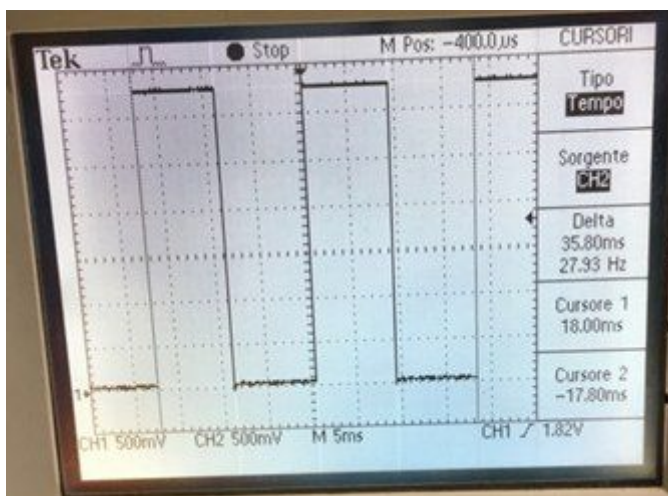 Tek Stop M Pos: -400.0us CURSORI
Tipo
Tempo
Sorgente
CH2
Delta
35.80ms
27.93 Hz
Cursore 1
18.00ms
Cursore 2
-17.80ms
1
CH1 500mV CH2 500mV M 5ms CH1 / 1.82V